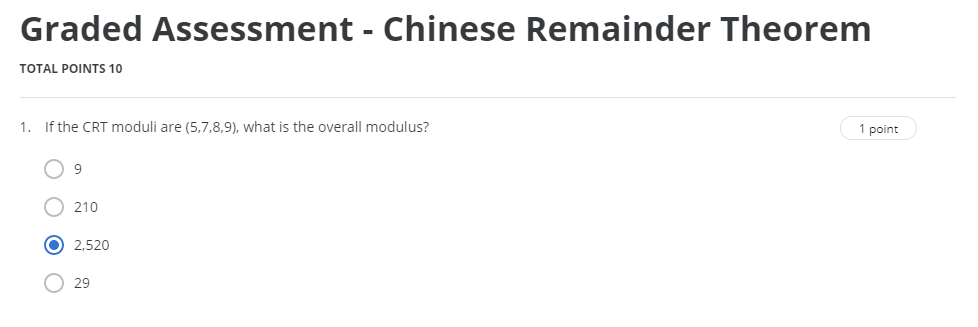 Graded Assessment - Chinese Remainder Theorem
TOTAL POINTS 10
1. If the CRT moduli are (5,7,8,9), what is the overall modulus?
1 point
9
210
2,520
29